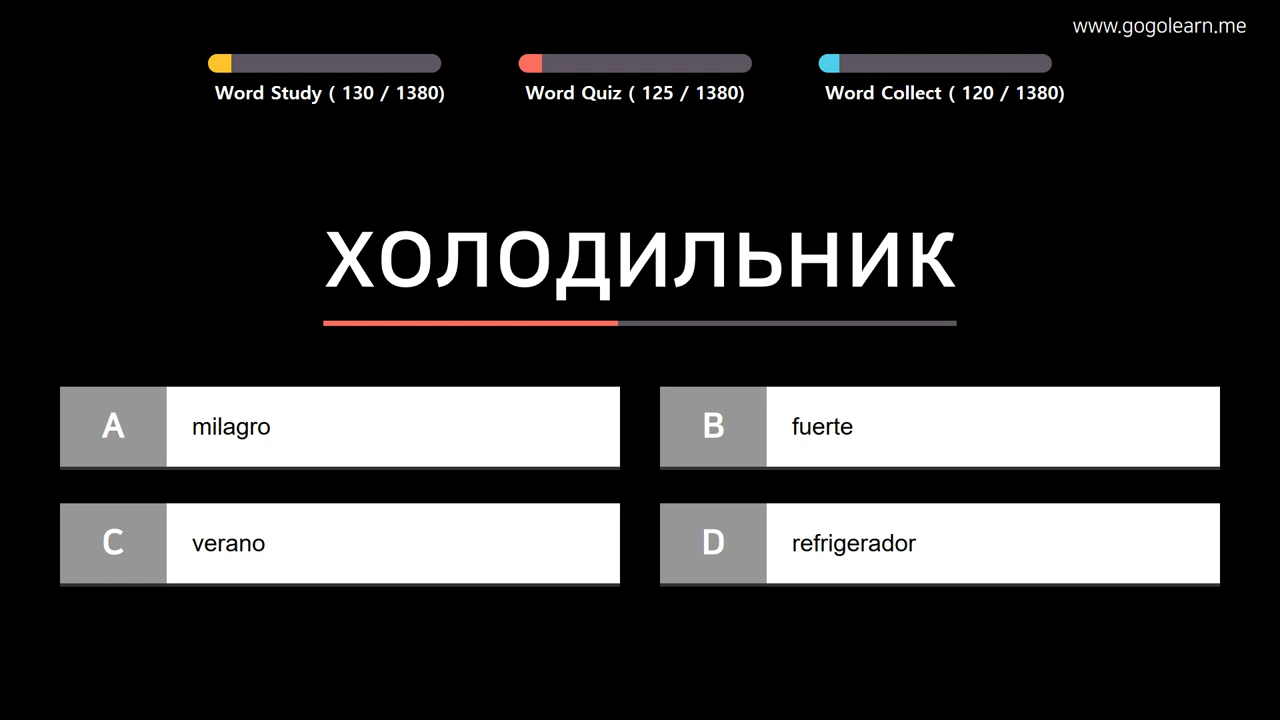 www.gogolearn.me
Word Study ( 130 / 1380)
Word Quiz ( 125 / 1380)
Word Collect ( 120 / 1380)
ХОЛОДИЛЬНИК
A
milagro
B
fuerte
C
verano
D
refrigerador